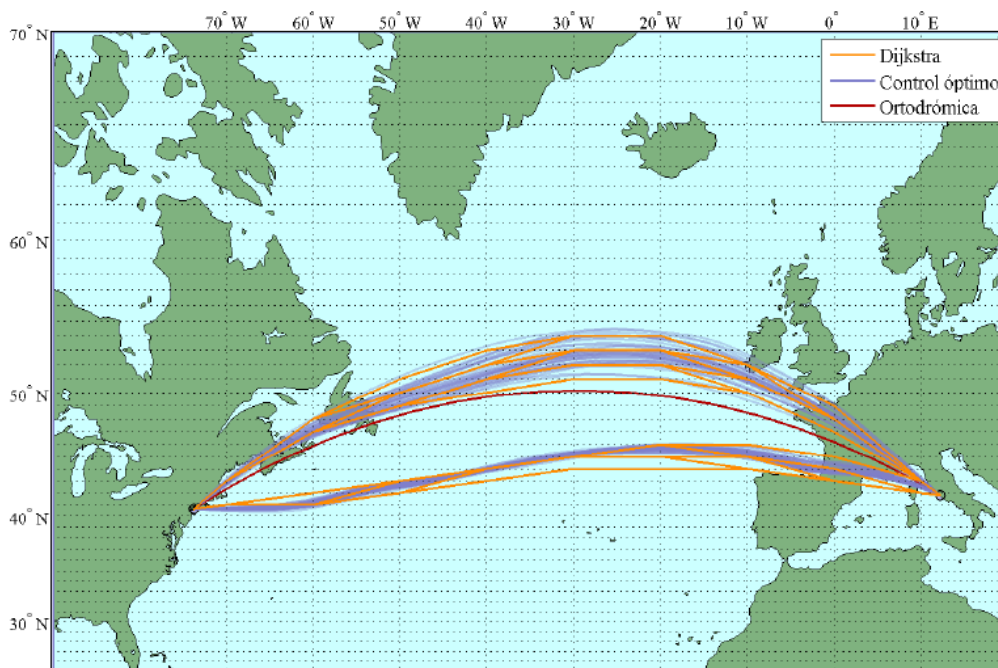 70° W 60° W 50° W 40° W 30° W 20° W 10° W 0° 10° E
70° N
Dijkstra
Control óptimo
Ortodrómica
60° N
50° N
40° N
30° N